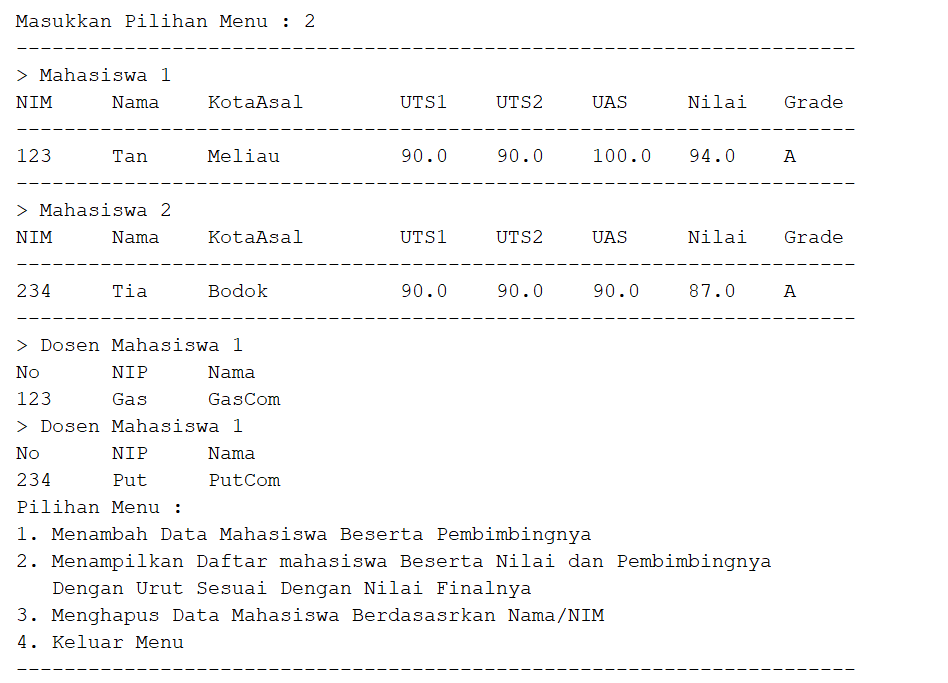 Masukkan Pilihan Menu : 2
----------------------------------------------------------------------
> Mahasiswa 1
NIM     Nama    KotaAsal        UTS1    UTS2    UAS     Nilai   Grade
----------------------------------------------------------------------
123     Tan     Meliau          90.0    90.0    100.0   94.0    A
----------------------------------------------------------------------
> Mahasiswa 2
NIM     Nama    KotaAsal        UTS1    UTS2    UAS     Nilai   Grade
----------------------------------------------------------------------
234     Tia     Bodok           90.0    90.0    90.0    87.0    A
----------------------------------------------------------------------
> Dosen Mahasiswa 1
No      NIP     Nama
123     Gas     GasCom
> Dosen Mahasiswa 1
No      NIP     Nama
234     Put     PutCom
Pilihan Menu :
1. Menambah Data Mahasiswa Beserta Pembimbingnya
2. Menampilkan Daftar mahasiswa Beserta Nilai dan Pembimbingnya
   Dengan Urut Sesuai Dengan Nilai Finalnya
3. Menghapus Data Mahasiswa Berdasasrkan Nama/NIM
4. Keluar Menu
----------------------------------------------------------------------